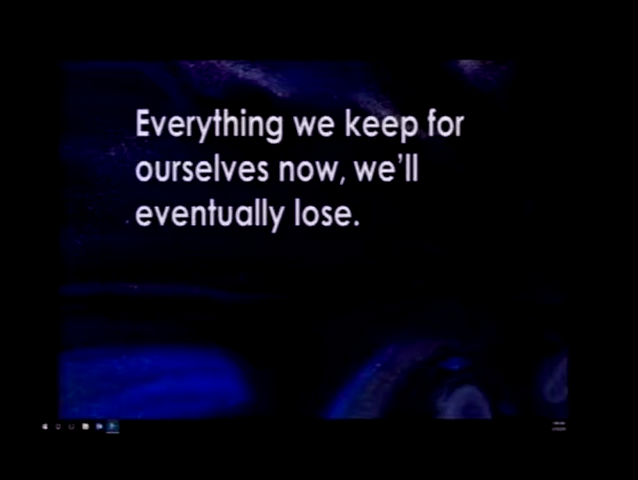 Everything we keep for
ourselves now, we'll
eventually lose.